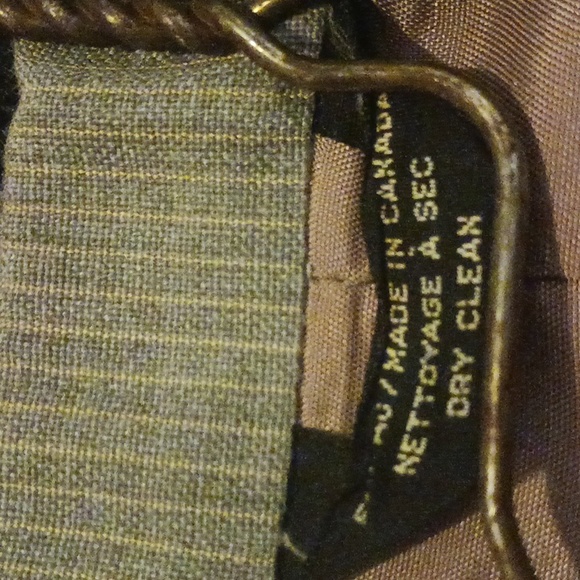 / MADE IN CANADA
NETTOYAGE À SEC
DRY CLEAN